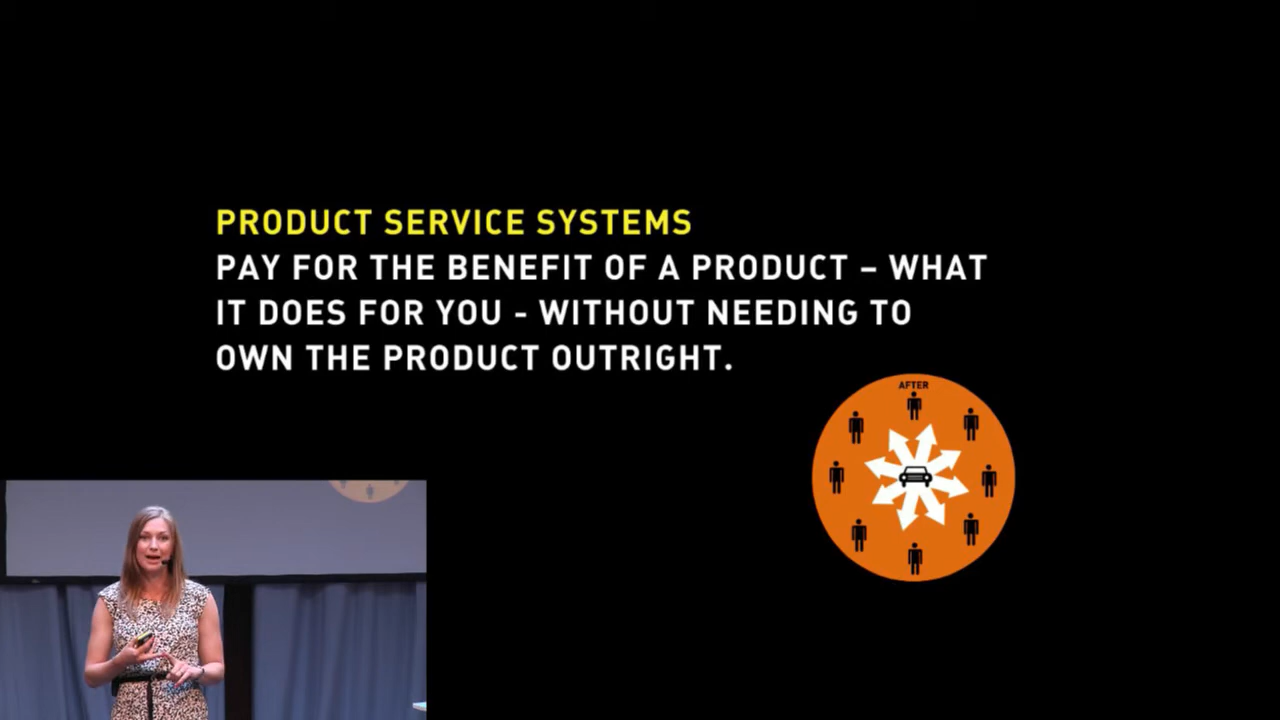 PRODUCT SERVICE SYSTEMS
PAY FOR THE BENEFIT OF A PRODUCT – WHAT
IT DOES FOR YOU - WITHOUT NEEDING TO
OWN THE PRODUCT OUTRIGHT.
AFTER